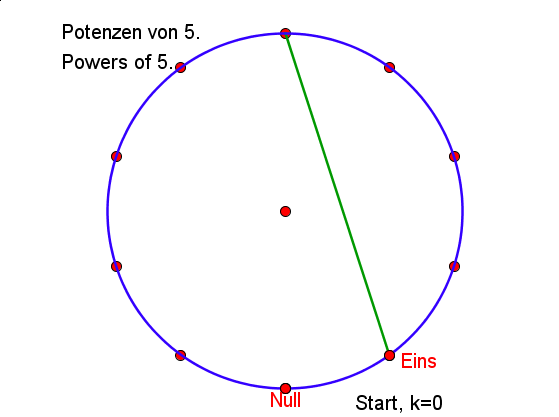 Potenzen von 5.
Powers of 5.
Eins
Null
Start, k=0